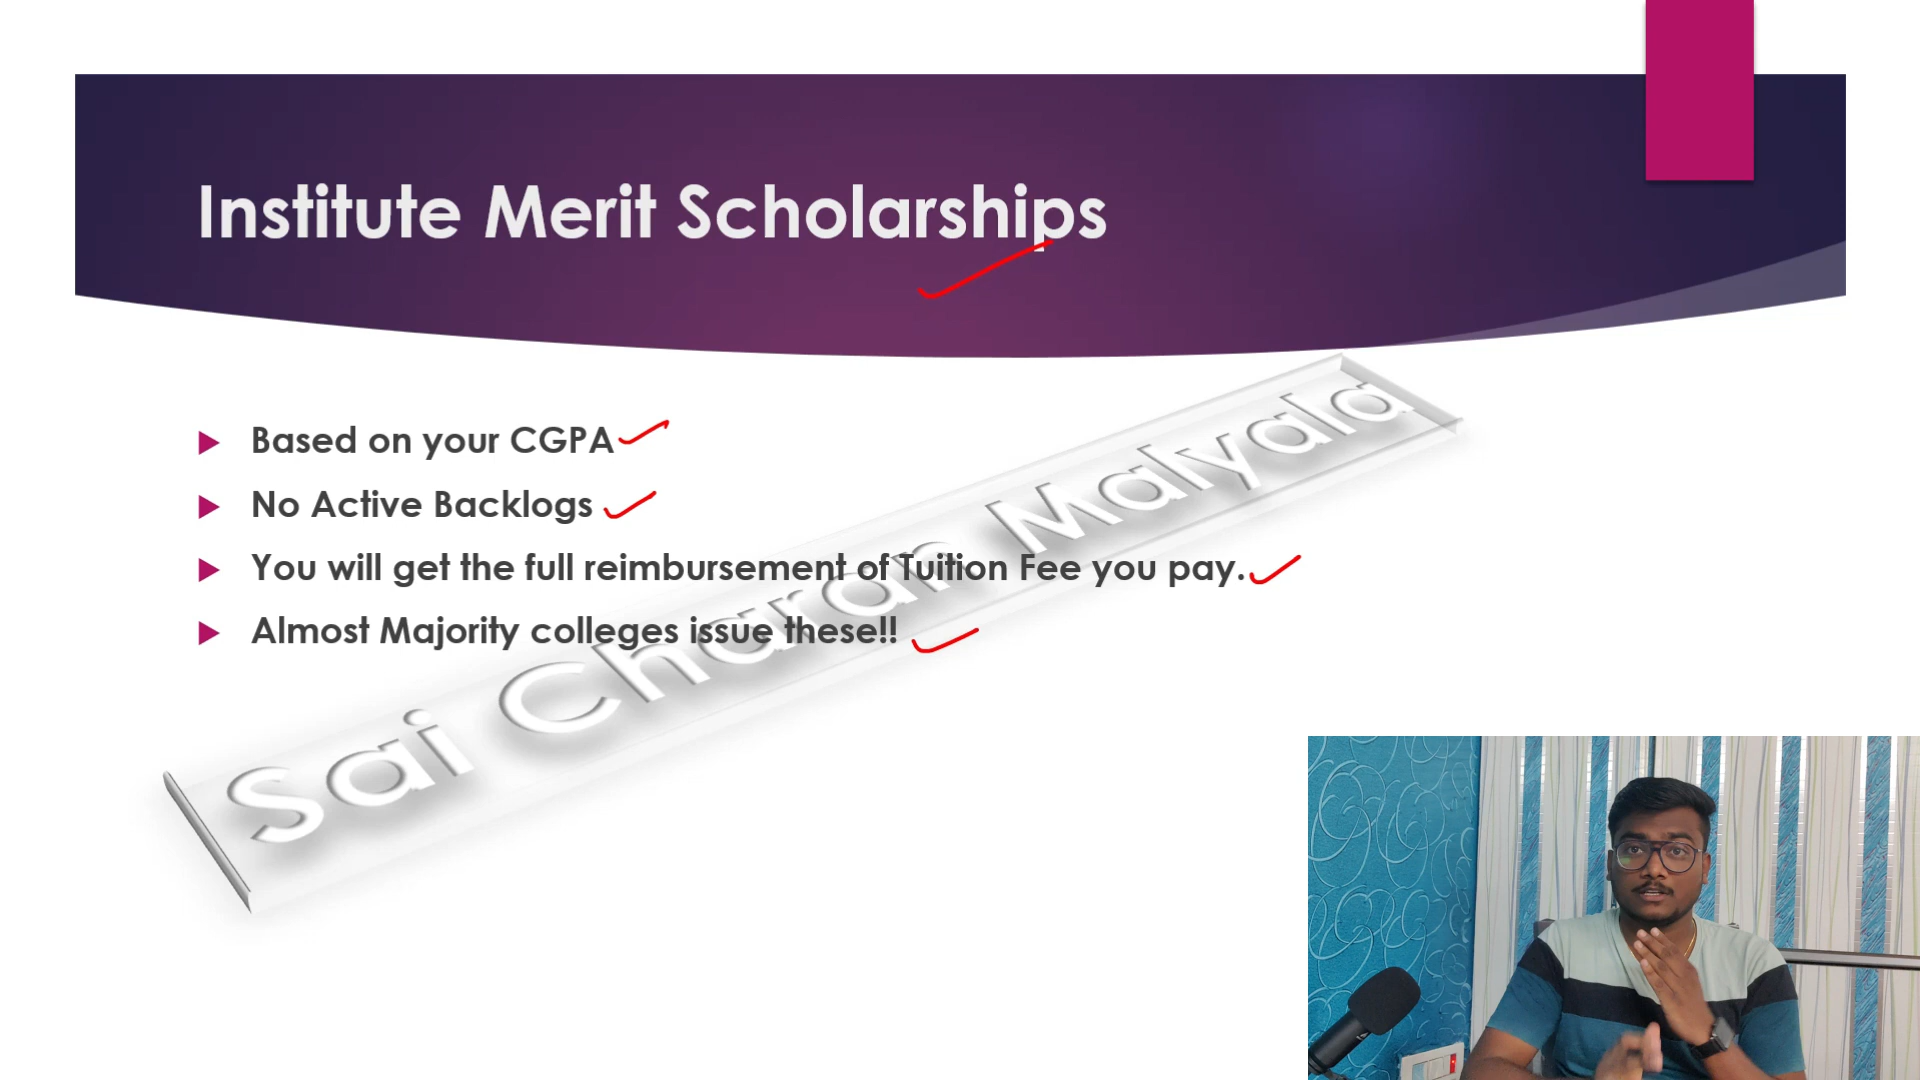 Institute Merit Scholarships
Based on your CGPA
No Active Backlogs
You will get the full reimbursement of Tuition Fee you pay.
Almost Majority colleges issue these!!
Sai Charan Malyala